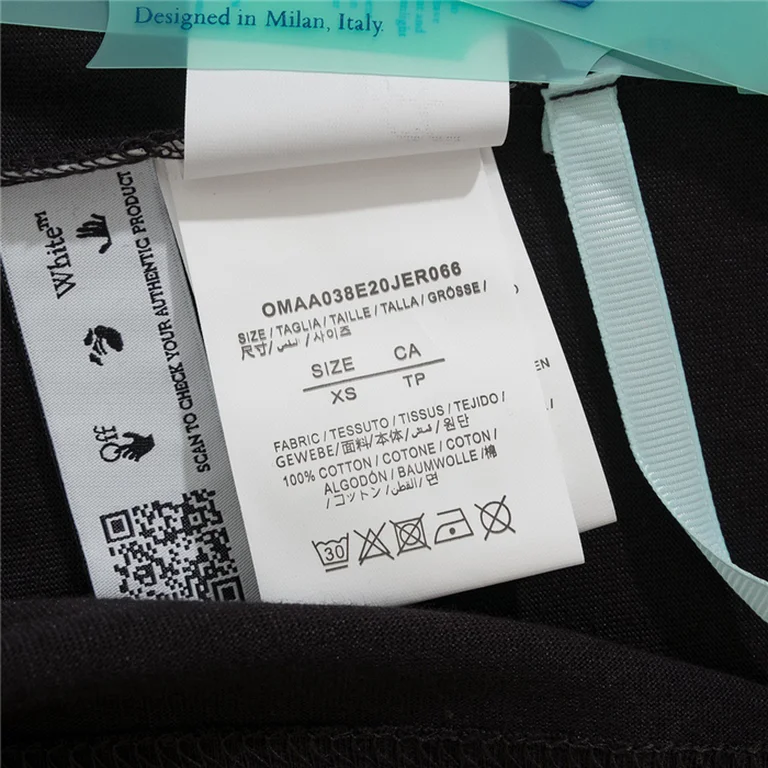 Designed in Milan, Italy.
White™
Off
SCAN TO CHECK YOUR AUTHENTIC PRODUCT
OMAA038E20JER066
SIZE / TAGLIA / TAILLE / TALLA / GRÖSSE /
尺寸 / المقاس / 사이즈
SIZE CA
XS TP
FABRIC / TESSUTO / TISSUS / TEJIDO /
GEWEBE / 面料 / 本体 / قماش / 원단
100% COTTON / COTONE / COTON /
ALGODÓN / BAUMWOLLE / 棉
/ コットン / القطن / 면
30
EN